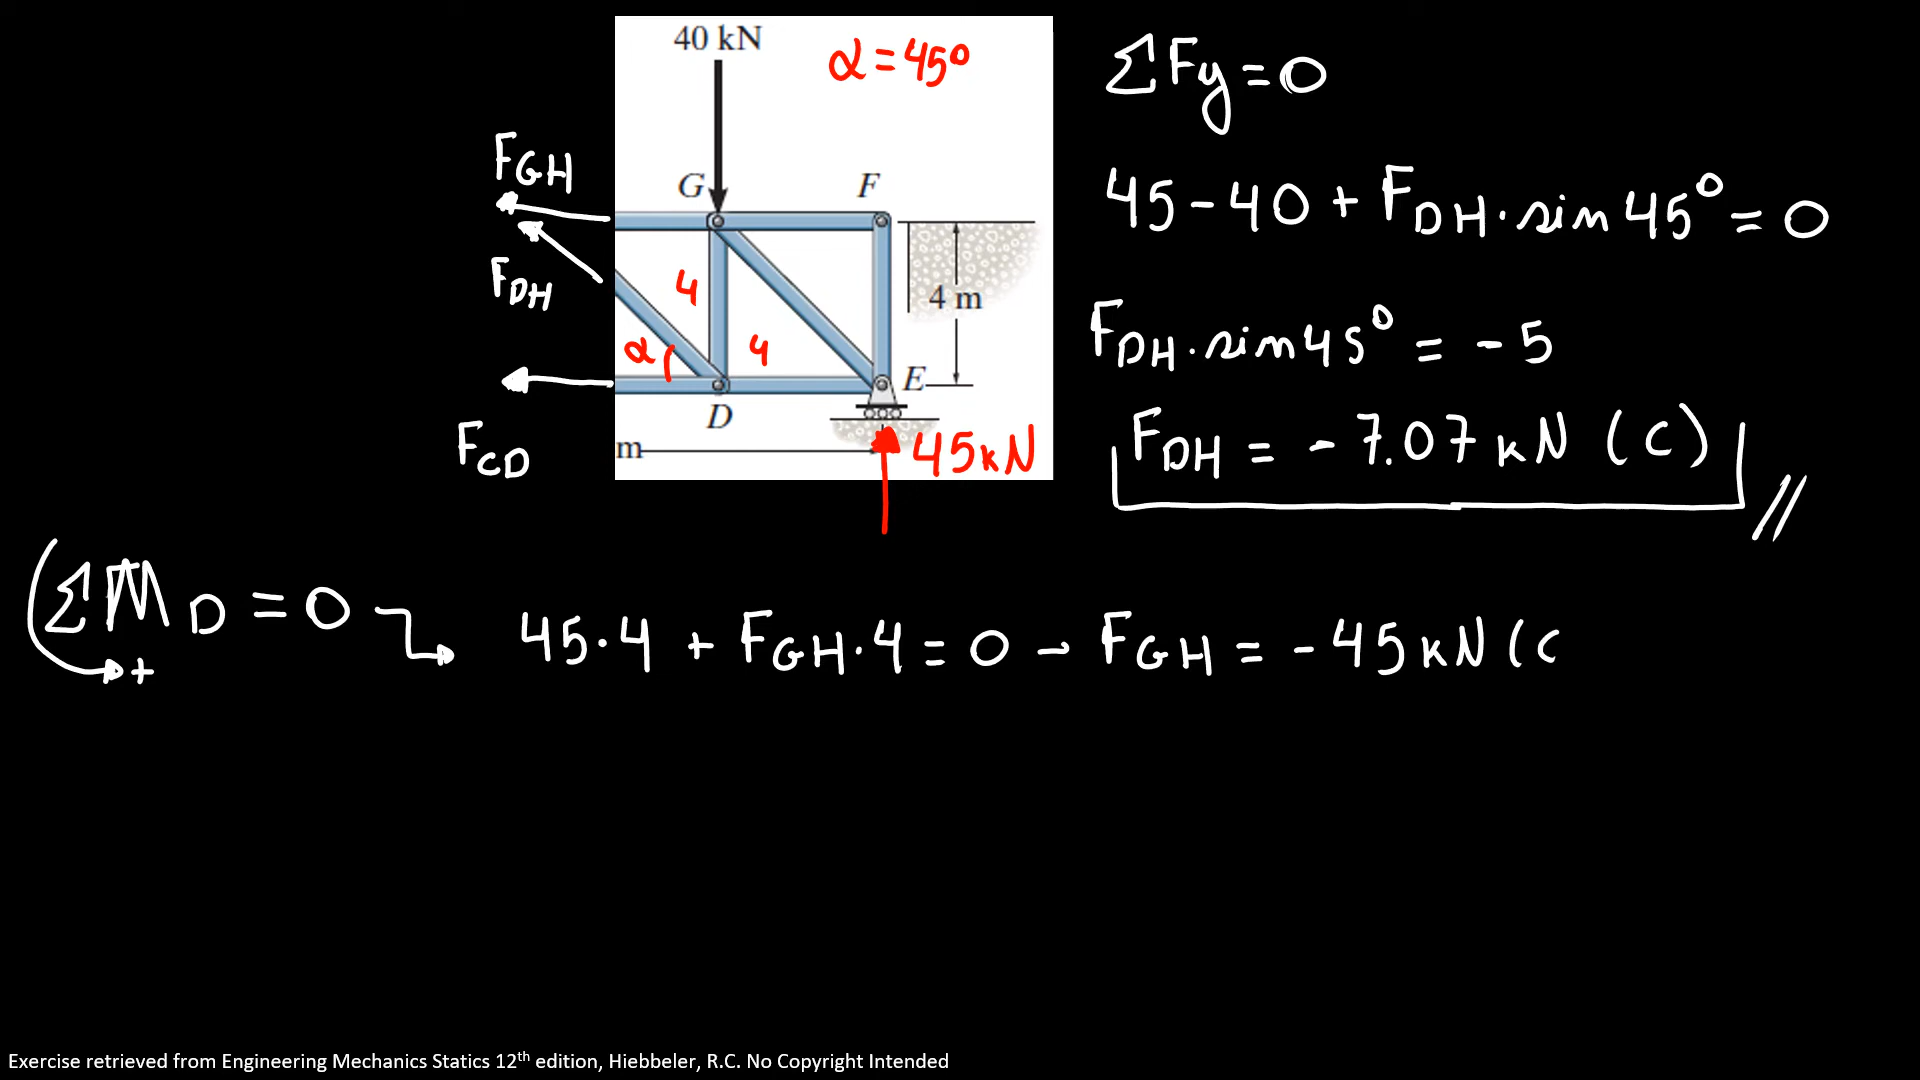 40 kN
α = 45°
ΣFy = 0
FGH
G
F
45 - 40 + FDH · sin 45° = 0
FDH
4
4 m
α
4
FDH · sin 45° = - 5
E
D
FCD
m
45 kN
FDH = - 7.07 kN (C)
ΣMD = 0
+
45 · 4 + FGH · 4 = 0 - FGH = - 45 kN (C
Exercise retrieved from Engineering Mechanics Statics 12th edition, Hiebbeler, R.C. No Copyright Intended